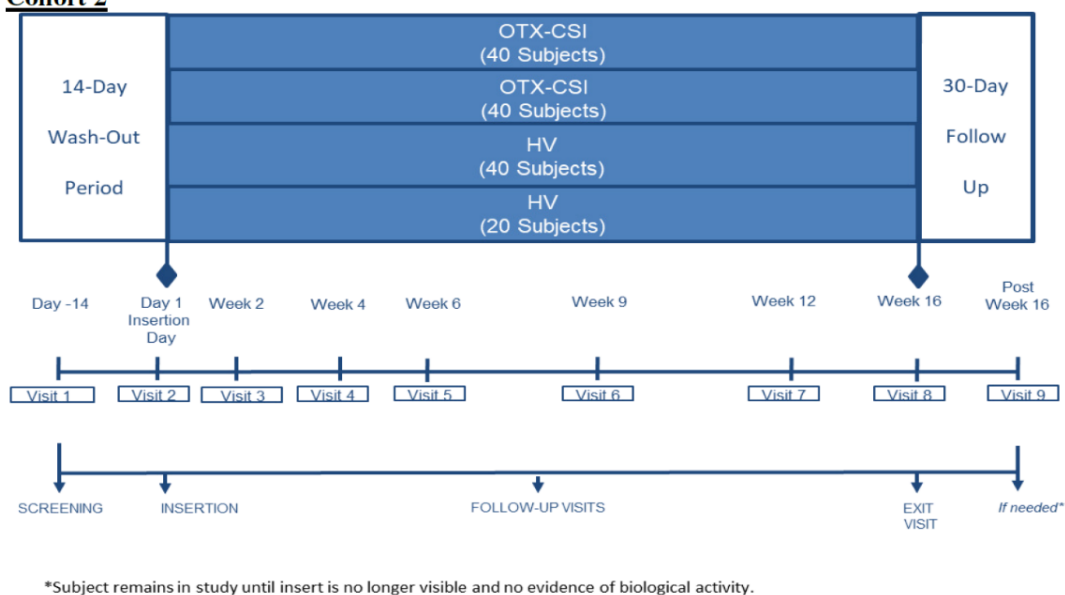 Cohort 2
14-Day
Wash-Out
Period
OTX-CSI
(40 Subjects)
OTX-CSI
(40 Subjects)
HV
(40 Subjects)
HV
(20 Subjects)
30-Day
Follow
Up
Day -14
Day 1
Insertion
Day
Week 2
Week 4
Week 6
Week 9
Week 12
Week 16
Post
Week 16
Visit 1
Visit 2
Visit 3
Visit 4
Visit 5
Visit 6
Visit 7
Visit 8
Visit 9
SCREENING
INSERTION
FOLLOW-UP VISITS
EXIT
VISIT
If needed*
*Subject remains in study until insert is no longer visible and no evidence of biological activity.